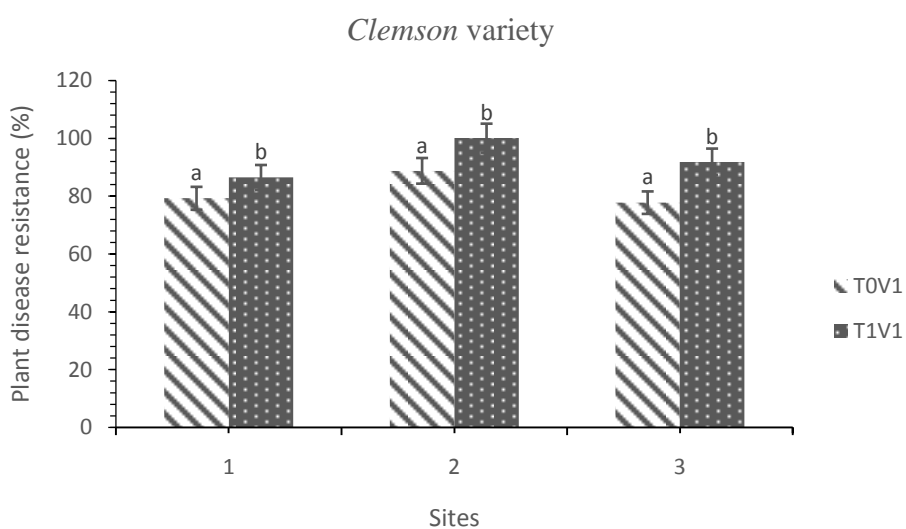 Clemson variety
Plant disease resistance (%)
120
100
80
60
40
20
0
a
b
a
b
a
b
1
2
3
Sites
T0V1
T1V1